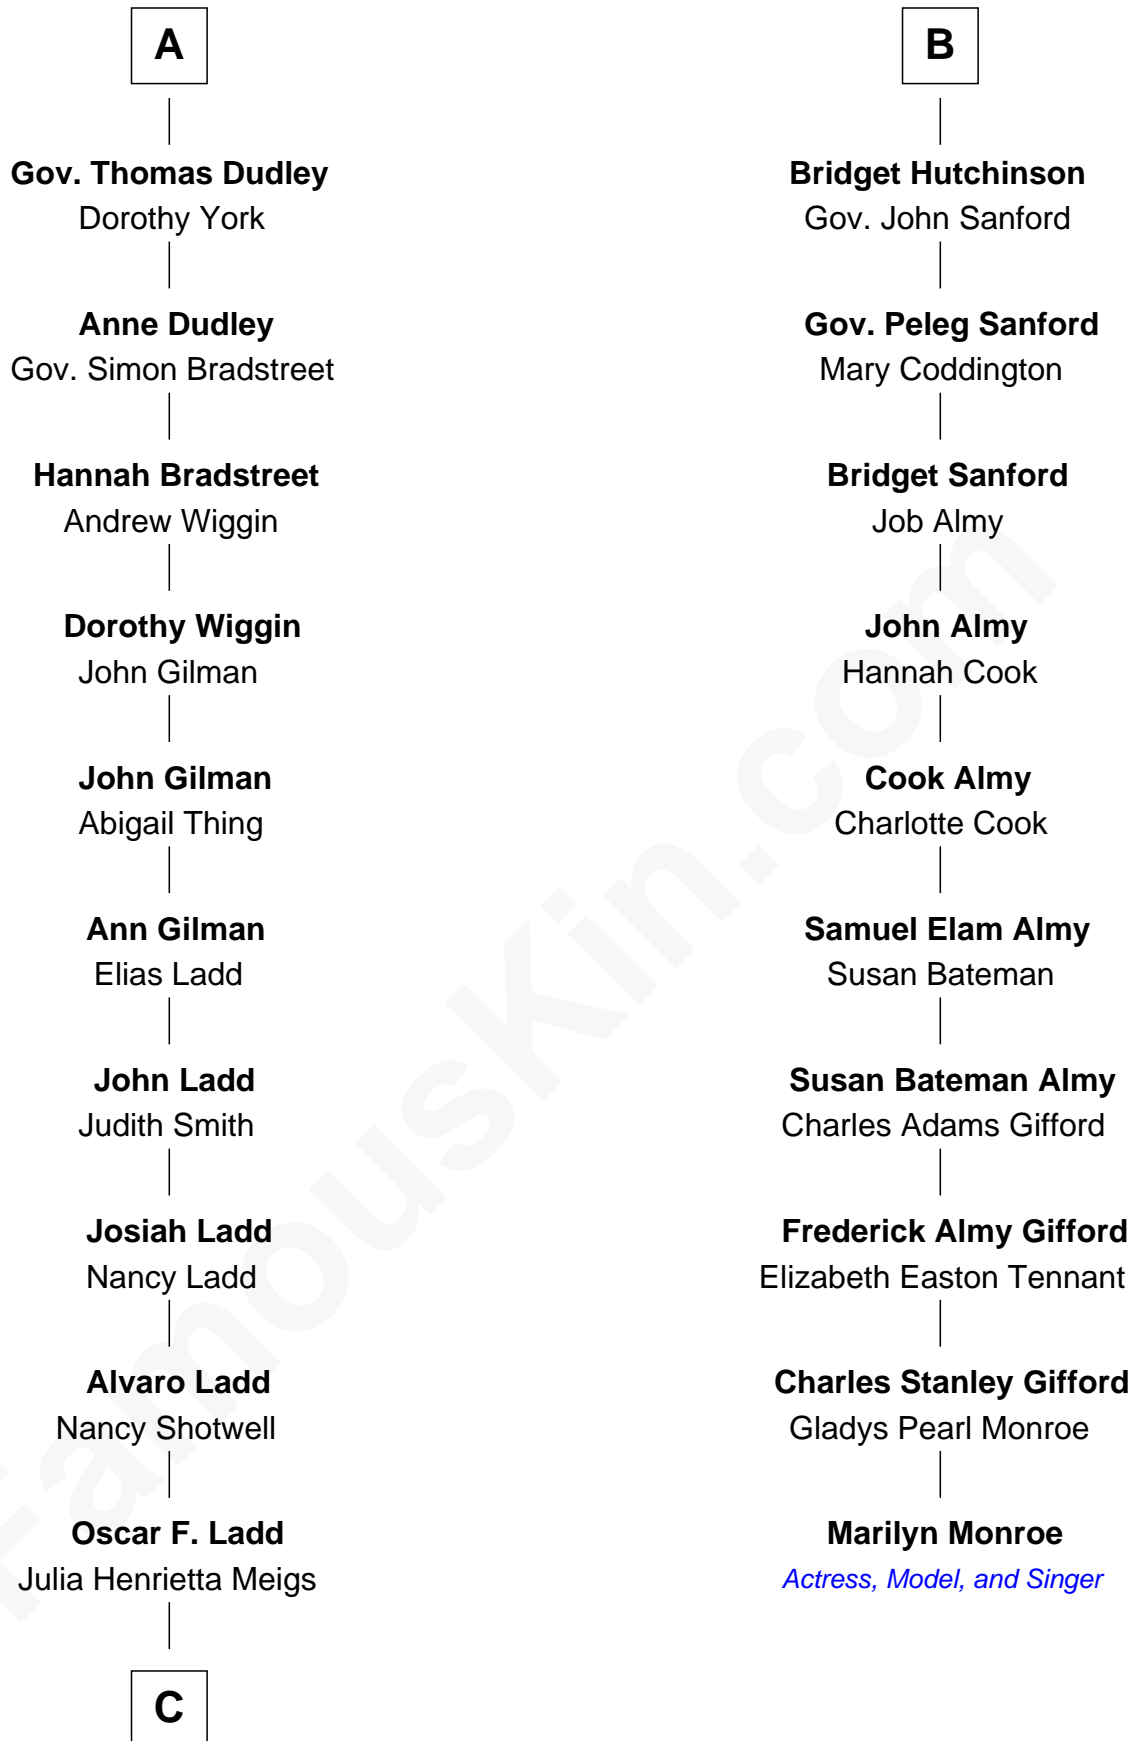 A
Gov. Thomas Dudley
Dorothy York
Anne Dudley
Gov. Simon Bradstreet
Hannah Bradstreet
Andrew Wiggin
Dorothy Wiggin
John Gilman
John Gilman
Abigail Thing
Ann Gilman
Elias Ladd
John Ladd
Judith Smith
Josiah Ladd
Nancy Ladd
Alvaro Ladd
Nancy Shotwell
Oscar F. Ladd
Julia Henrietta Meigs
C
B
Bridget Hutchinson
Gov. John Sanford
Gov. Peleg Sanford
Mary Coddington
Bridget Sanford
Job Almy
John Almy
Hannah Cook
Cook Almy
Charlotte Cook
Samuel Elam Almy
Susan Bateman
Susan Bateman Almy
Charles Adams Gifford
Frederick Almy Gifford
Elizabeth Easton Tennant
Charles Stanley Gifford
Gladys Pearl Monroe
Marilyn Monroe
Actress, Model, and Singer
FamousKin.com